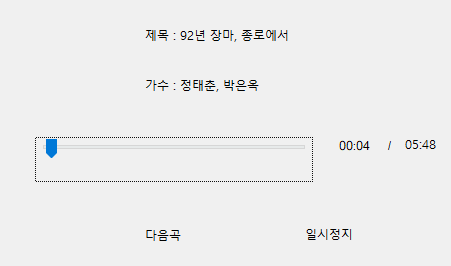 제목 : 92년 장마, 종로에서
가수 : 정태춘, 박은옥
00:04 / 05:48
다음곡 일시정지